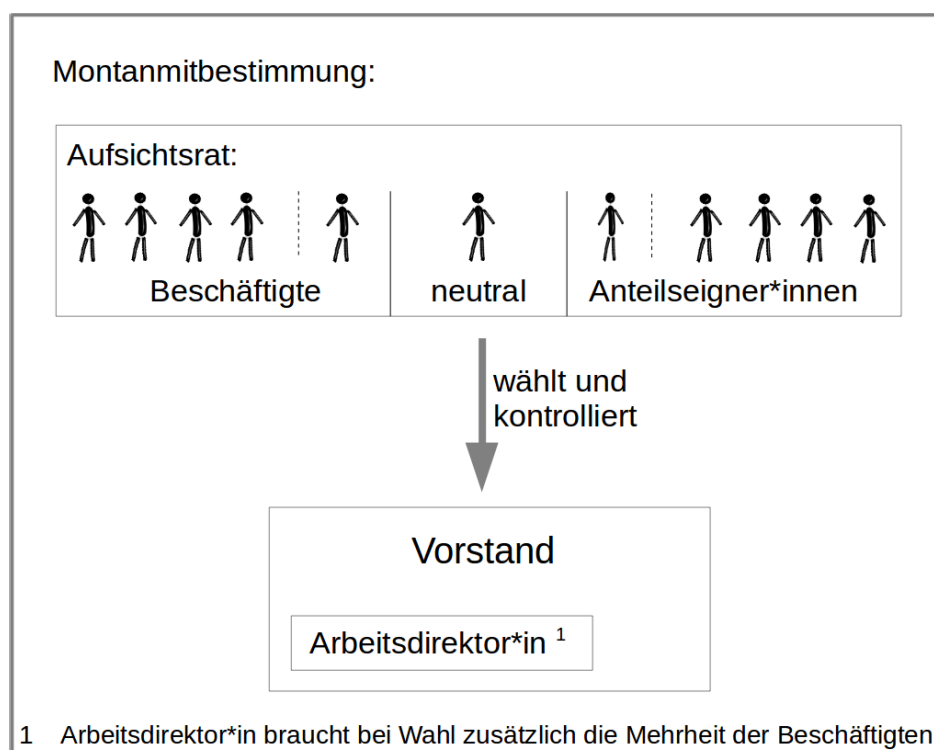 Montanmitbestimmung:
Aufsichtsrat:
Beschäftigte
neutral
Anteilseigner*innen
wählt und
kontrolliert
Vorstand
Arbeitsdirektor*in 1
1 Arbeitsdirektor*in braucht bei Wahl zusätzlich die Mehrheit der Beschäftigten